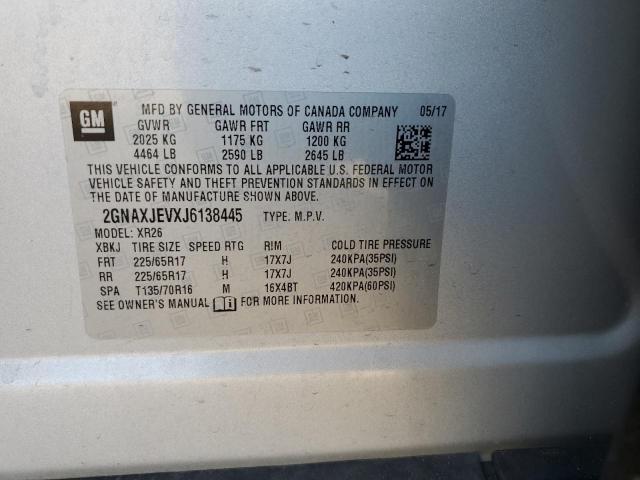 GM
MFD BY GENERAL MOTORS OF CANADA COMPANY 05/17
GVWR GAWR FRT GAWR RR
2025 KG 1175 KG 1200 KG
4464 LB 2590 LB 2645 LB
THIS VEHICLE CONFORMS TO ALL APPLICABLE U.S. FEDERAL MOTOR
VEHICLE SAFETY AND THEFT PREVENTION STANDARDS IN EFFECT ON
THE DATE OF MANUFACTURE SHOWN ABOVE.
2GNAXJEVXJ6138445 TYPE: M.P.V.
MODEL: XR26
XBKJ TIRE SIZE SPEED RTG RIM COLD TIRE PRESSURE
FRT 225/65R17 H 17X7J 240KPA(35PSI)
RR 225/65R17 H 17X7J 240KPA(35PSI)
SPA T135/70R16 M 16X4BT 420KPA(60PSI)
SEE OWNER'S MANUAL FOR MORE INFORMATION.